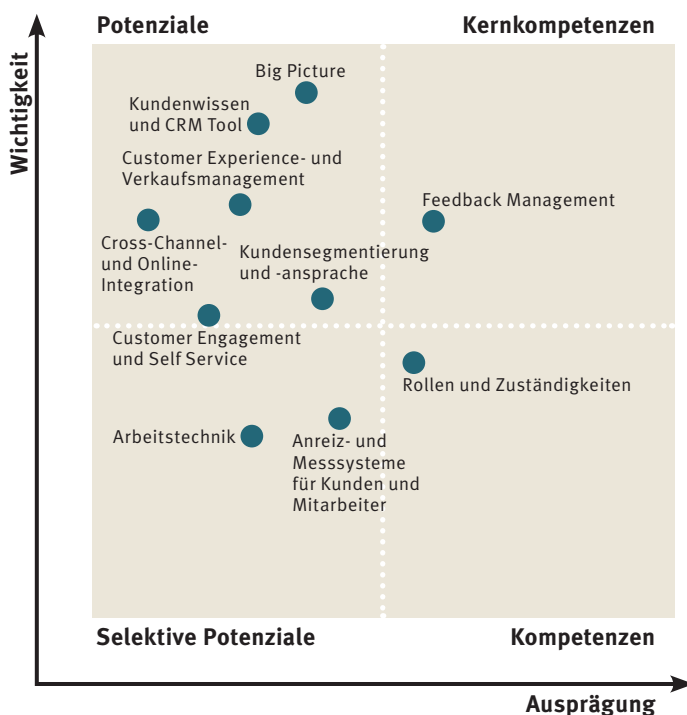 Potenziale
Kernkompetenzen
Wichtigkeit
Big Picture
Kundenwissen
und CRM Tool
Customer Experience- und
Verkaufsmanagement
Feedback Management
Cross-Channel-
und Online-
Integration
Kundensegmentierung
und -ansprache
Customer Engagement
und Self Service
Rollen und Zuständigkeiten
Arbeitstechnik
Anreiz- und
Messsysteme
für Kunden und
Mitarbeiter
Selektive Potenziale
Kompetenzen
Ausprägung